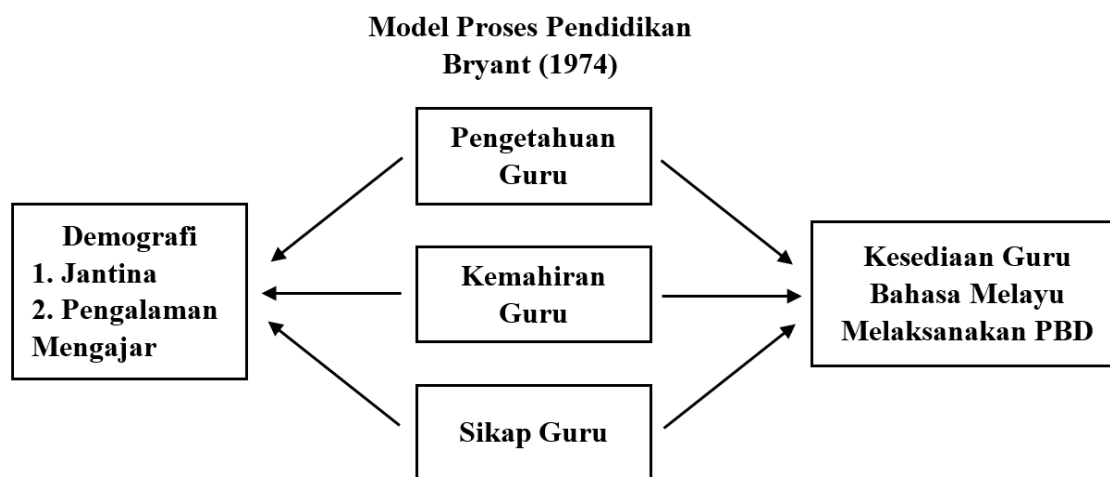 Model Proses Pendidikan
Bryant (1974)
Pengetahuan
Guru
Demografi
1. Jantina
2. Pengalaman
Mengajar
Kemahiran
Guru
Kesediaan Guru
Bahasa Melayu
Melaksanakan PBD
Sikap Guru